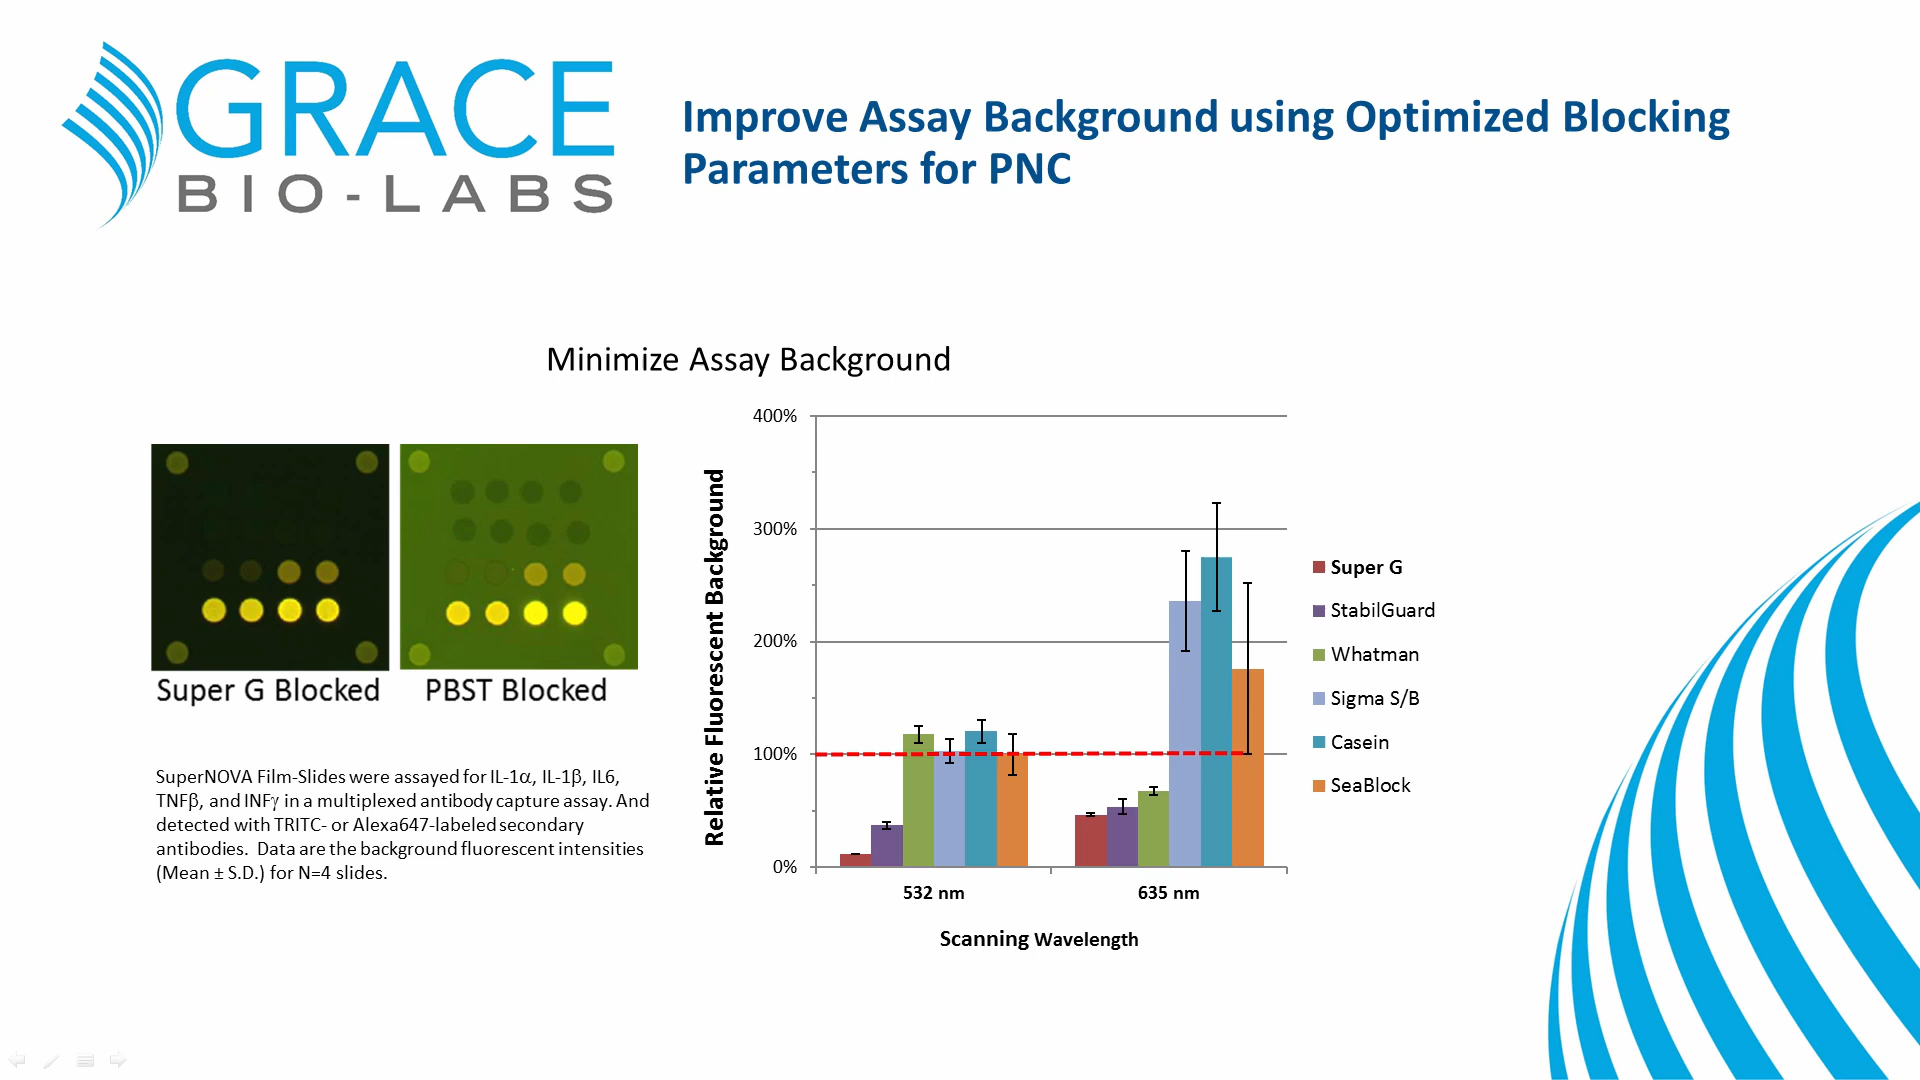 GRACE
BIO-LABS
Improve Assay Background using Optimized Blocking
Parameters for PNC
Minimize Assay Background
Super G Blocked
PBST Blocked
SuperNOVA Film-Slides were assayed for IL-1α, IL-1β, IL6,
TNFβ, and INFγ in a multiplexed antibody capture assay. And
detected with TRITC- or Alexa647-labeled secondary
antibodies.  Data are the background fluorescent intensities
(Mean ± S.D.) for N=4 slides.
Relative Fluorescent Background
400%
300%
200%
100%
0%
532 nm
635 nm
Scanning Wavelength
Super G
StabilGuard
Whatman
Sigma S/B
Casein
SeaBlock